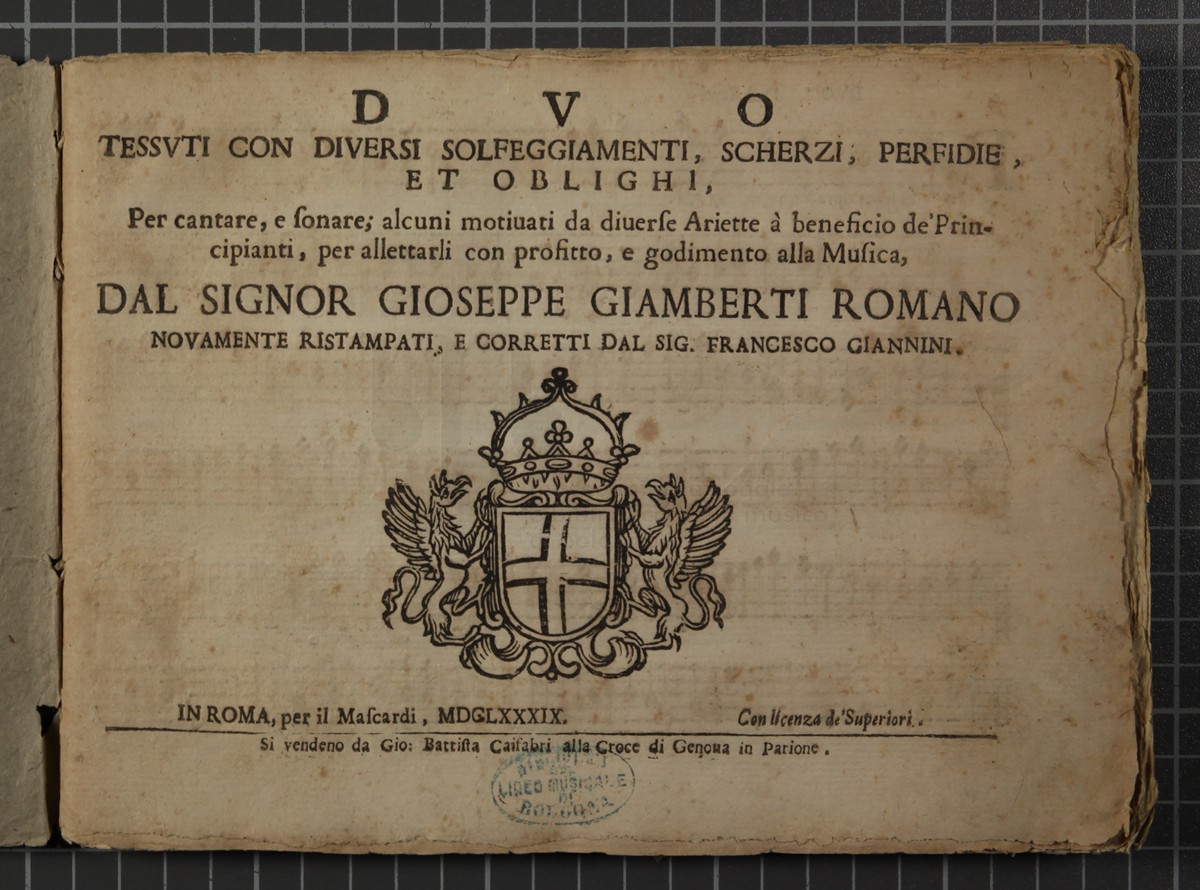 D V O
TESSVTI CON DIVERSI SOLFEGGIAMENTI, SCHERZI, PERFIDIE,
ET OBLIGHI,
Per cantare, e ſonare; alcuni motiuati da diuerſe Ariette à beneficio de'Prin-
cipianti, per allettarli con profitto, e godimento alla Muſica,
DAL SIGNOR GIOSEPPE GIAMBERTI ROMANO
NOVAMENTE RISTAMPATI, E CORRETTI DAL SIG. FRANCESCO GIANNINI.
IN ROMA, per il Maſcardi, MDCLXXXIX. Con licenza de'Superiori.
Si vendeno da Gio: Battiſta Caifabri alla Croce di Genoua in Parione.
LICEO MUSICALE
DI
BOLOGNA